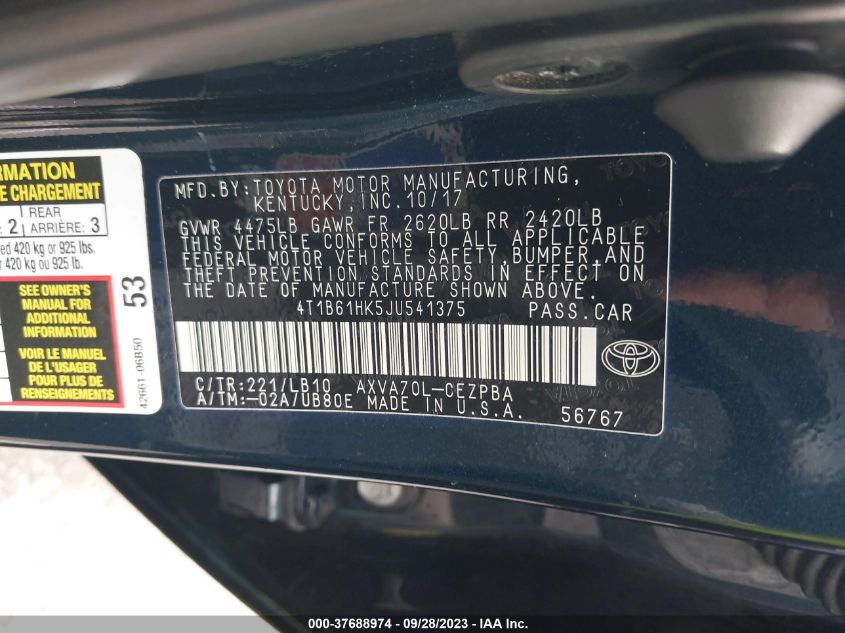 RMATION
E CHARGEMENT
2 REAR 3
ARRIÈRE:
ed 420 kg or 925 lbs.
420 kg ou 925 lb.
SEE OWNER'S
MANUAL FOR
ADDITIONAL
INFORMATION
VOIR LE MANUEL
DE L'USAGER
POUR PLUS DE
RENSEIGNEMENTS
53
42661-06B50
MFD.BY:TOYOTA MOTOR MANUFACTURING,
KENTUCKY, INC.10/17
GVWR 4475LB GAWR FR 2620LB RR 2420LB
THIS VEHICLE CONFORMS TO ALL APPLICABLE
FEDERAL MOTOR VEHICLE SAFETY,BUMPER,AND
THEFT PREVENTION STANDARDS IN EFFECT ON
THE DATE OF MANUFACTURE SHOWN ABOVE.
4T1B61HK5JU541375 PASS.CAR
C/TR:221/LB10 AXVA70L-CEZPBA
A/TM:-02A/UB80E MADE IN U.S.A.
56767
000-37688974 / 09/28/2023 / IAA Inc.